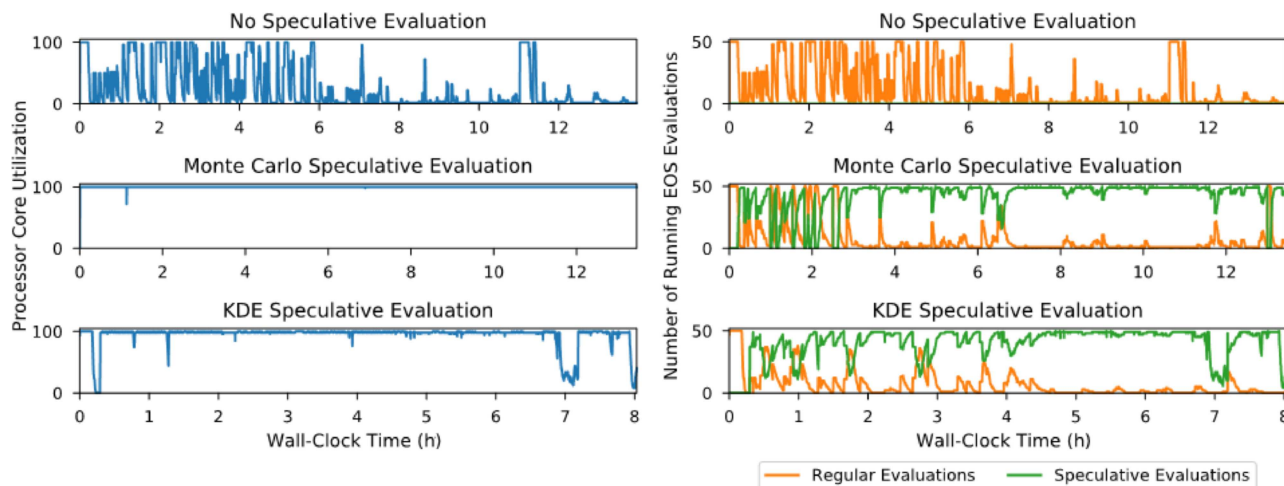 No Speculative Evaluation
100
0
0 2 4 6 8 10 12
Monte Carlo Speculative Evaluation
100
0
0 2 4 6 8 10 12
KDE Speculative Evaluation
100
0
0 1 2 3 4 5 6 7 8
Wall-Clock Time (h)
Processor Core Utilization
No Speculative Evaluation
50
0
0 2 4 6 8 10 12
Monte Carlo Speculative Evaluation
50
0
0 2 4 6 8 10 12
KDE Speculative Evaluation
50
0
0 1 2 3 4 5 6 7 8
Wall-Clock Time (h)
Number of Running EOS Evaluations
Regular Evaluations Speculative Evaluations